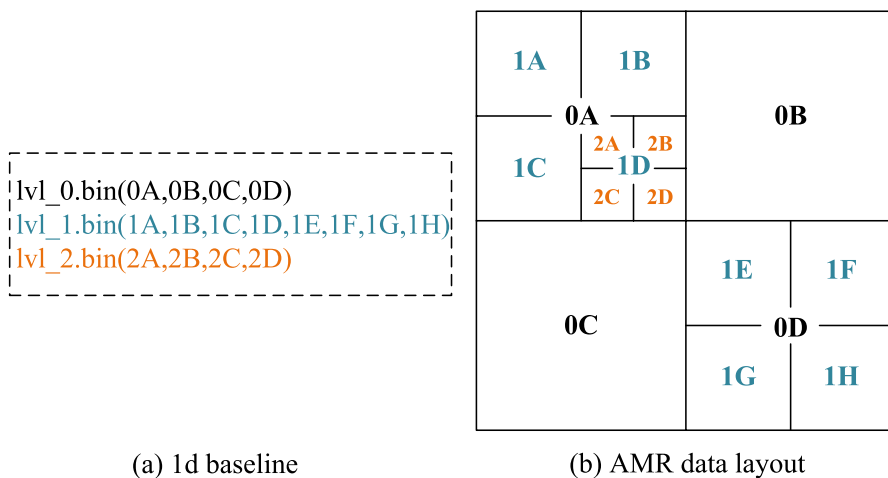 lvl_0.bin(0A,0B,0C,0D)
lvl_1.bin(1A,1B,1C,1D,1E,1F,1G,1H)
lvl_2.bin(2A,2B,2C,2D)
(a) 1d baseline
1A 1B
0A 0B
2A 2B
1C 1D
2C 2D
1E 1F
0C 0D
1G 1H
(b) AMR data layout